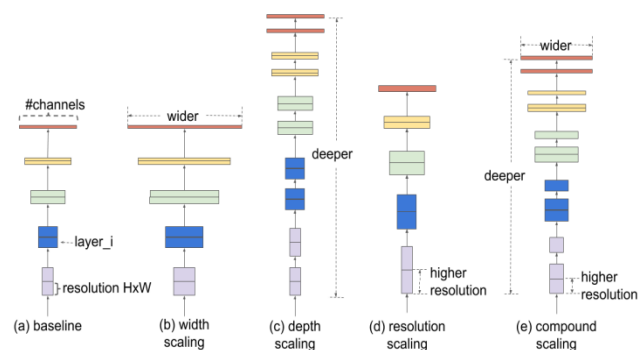 #channels
layer_i
resolution HxW
(a) baseline
wider
(b) width
scaling
deeper
(c) depth
scaling
higher
resolution
(d) resolution
scaling
wider
deeper
higher
resolution
(e) compound
scaling